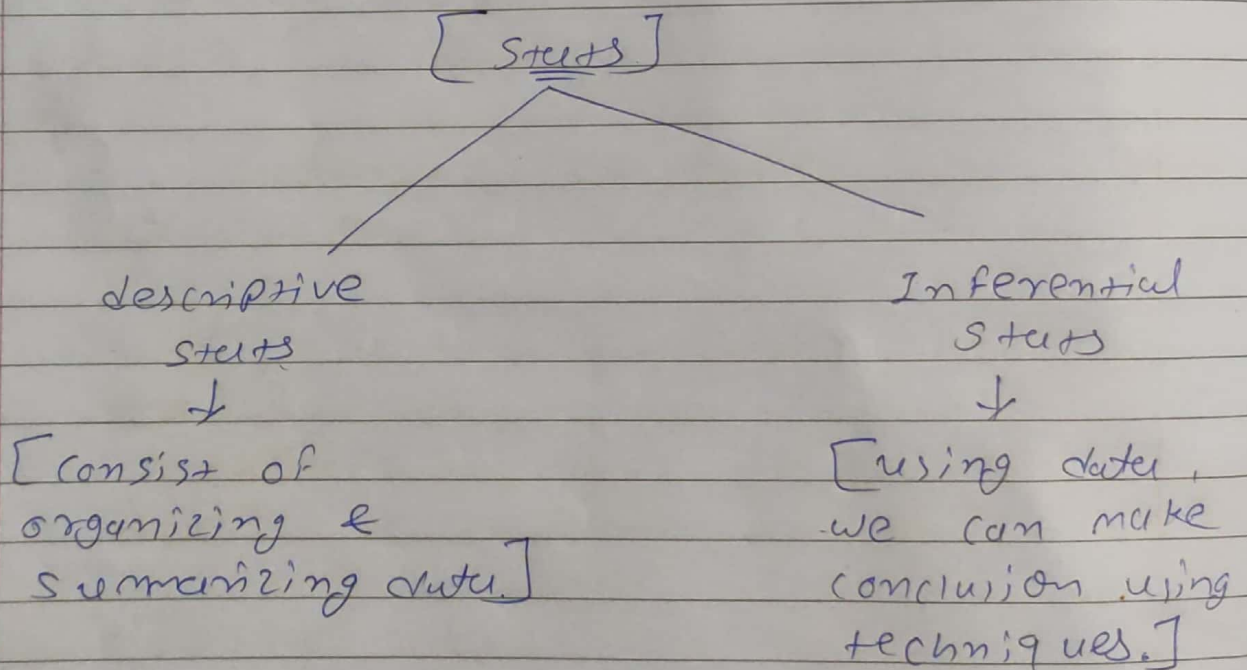 [Stats]
descriptive
stats
[consist of
organizing &
summarizing data.]
Inferential
Stats
[using data,
we can make
conclusion using
techniques.]